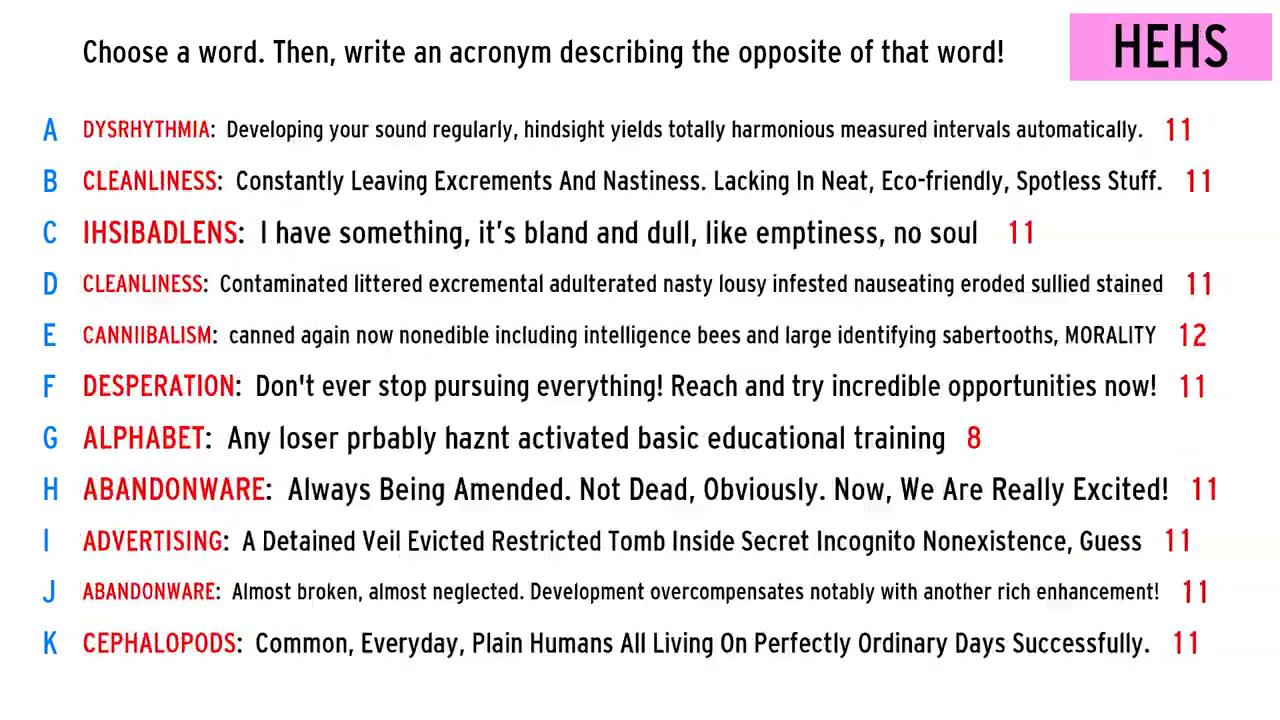 Choose a word. Then, write an acronym describing the opposite of that word! HEHS
A DYSRHYTHMIA: Developing your sound regularly, hindsight yields totally harmonious measured intervals automatically. 11
B CLEANLINESS: Constantly Leaving Excrements And Nastiness. Lacking In Neat, Eco-friendly, Spotless Stuff. 11
C IHSIBADLENS: I have something, it’s bland and dull, like emptiness, no soul 11
D CLEANLINESS: Contaminated littered excremental adulterated nasty lousy infested nauseating eroded sullied stained 11
E CANNIIBALISM: canned again now nonedible including intelligence bees and large identifying sabertooths, MORALITY 12
F DESPERATION: Don't ever stop pursuing everything! Reach and try incredible opportunities now! 11
G ALPHABET: Any loser prbably haznt activated basic educational training 8
H ABANDONWARE: Always Being Amended. Not Dead, Obviously. Now, We Are Really Excited! 11
I ADVERTISING: A Detained Veil Evicted Restricted Tomb Inside Secret Incognito Nonexistence, Guess 11
J ABANDONWARE: Almost broken, almost neglected. Development overcompensates notably with another rich enhancement! 11
K CEPHALOPODS: Common, Everyday, Plain Humans All Living On Perfectly Ordinary Days Successfully. 11